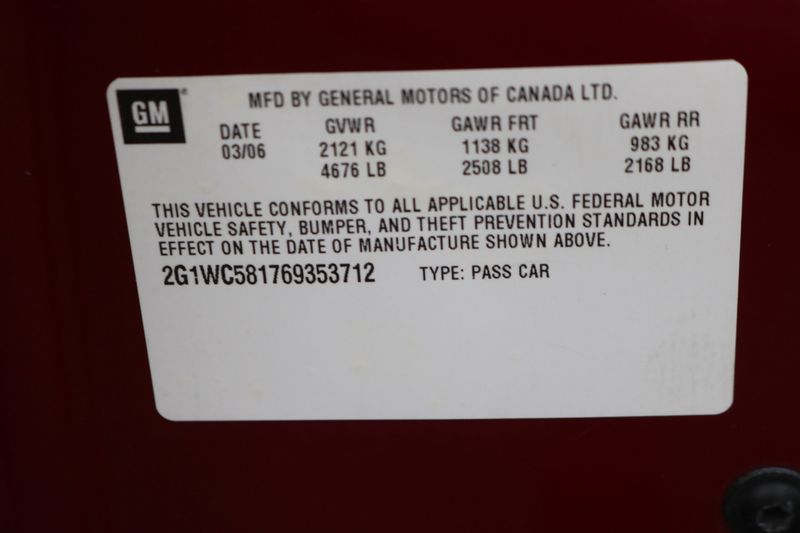 GM
MFD BY GENERAL MOTORS OF CANADA LTD.
DATE GVWR GAWR FRT GAWR RR
03/06 2121 KG 1138 KG 983 KG
4676 LB 2508 LB 2168 LB
THIS VEHICLE CONFORMS TO ALL APPLICABLE U.S. FEDERAL MOTOR
VEHICLE SAFETY, BUMPER, AND THEFT PREVENTION STANDARDS IN
EFFECT ON THE DATE OF MANUFACTURE SHOWN ABOVE.
2G1WC581769353712 TYPE: PASS CAR